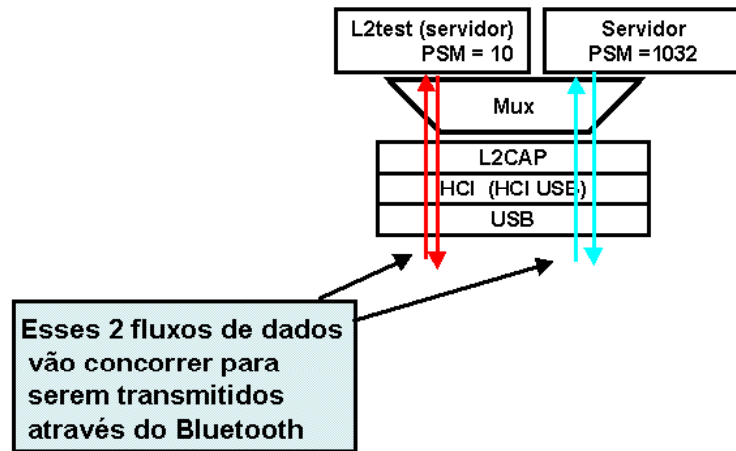 L2test (servidor)
PSM = 10
Servidor
PSM =1032
Mux
L2CAP
HCI (HCI USB)
USB
Esses 2 fluxos de dados
vão concorrer para
serem transmitidos
através do Bluetooth